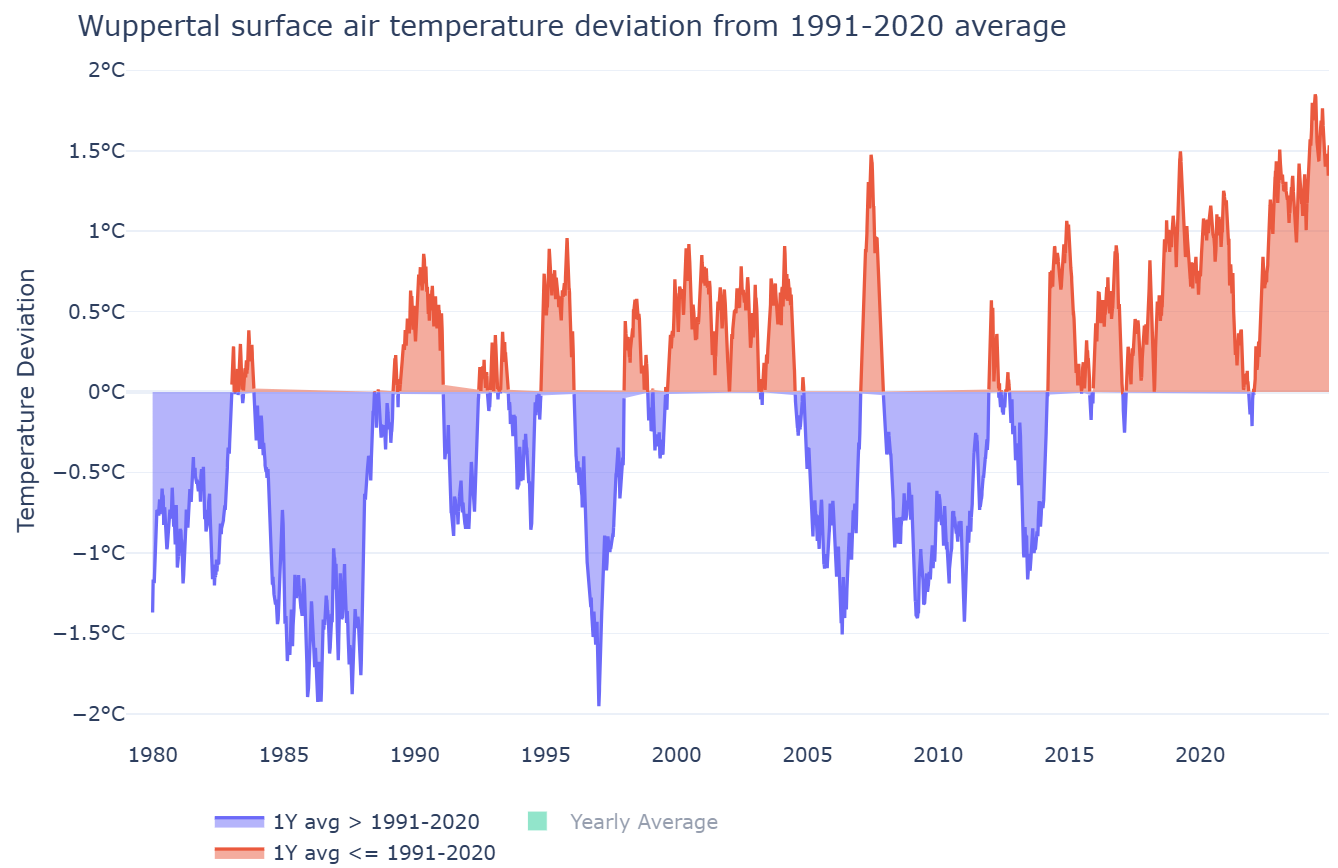 Wuppertal surface air temperature deviation from 1991-2020 average
Temperature Deviation
2°C
1.5°C
1°C
0.5°C
0°C
−0.5°C
−1°C
−1.5°C
−2°C
1980 1985 1990 1995 2000 2005 2010 2015 2020
1Y avg > 1991-2020 Yearly Average
1Y avg <= 1991-2020